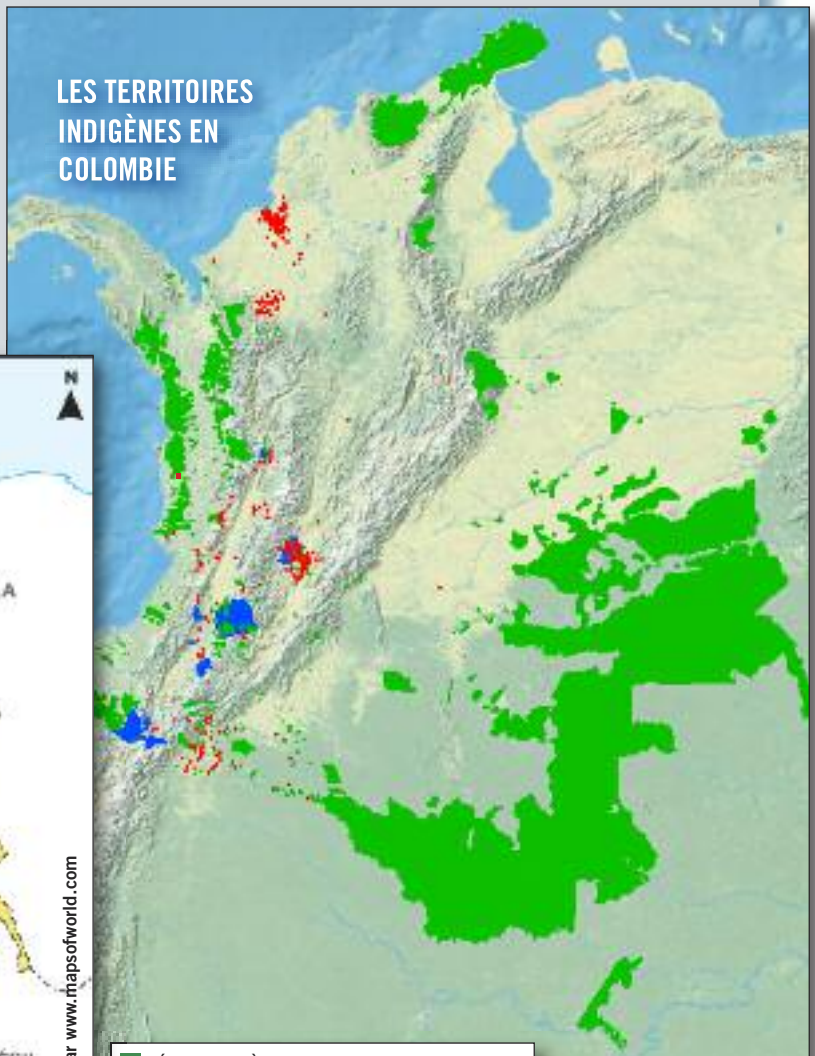 LES TERRITOIRES
INDIGÈNES EN
COLOMBIE
N
A
www.mapsofworld.com